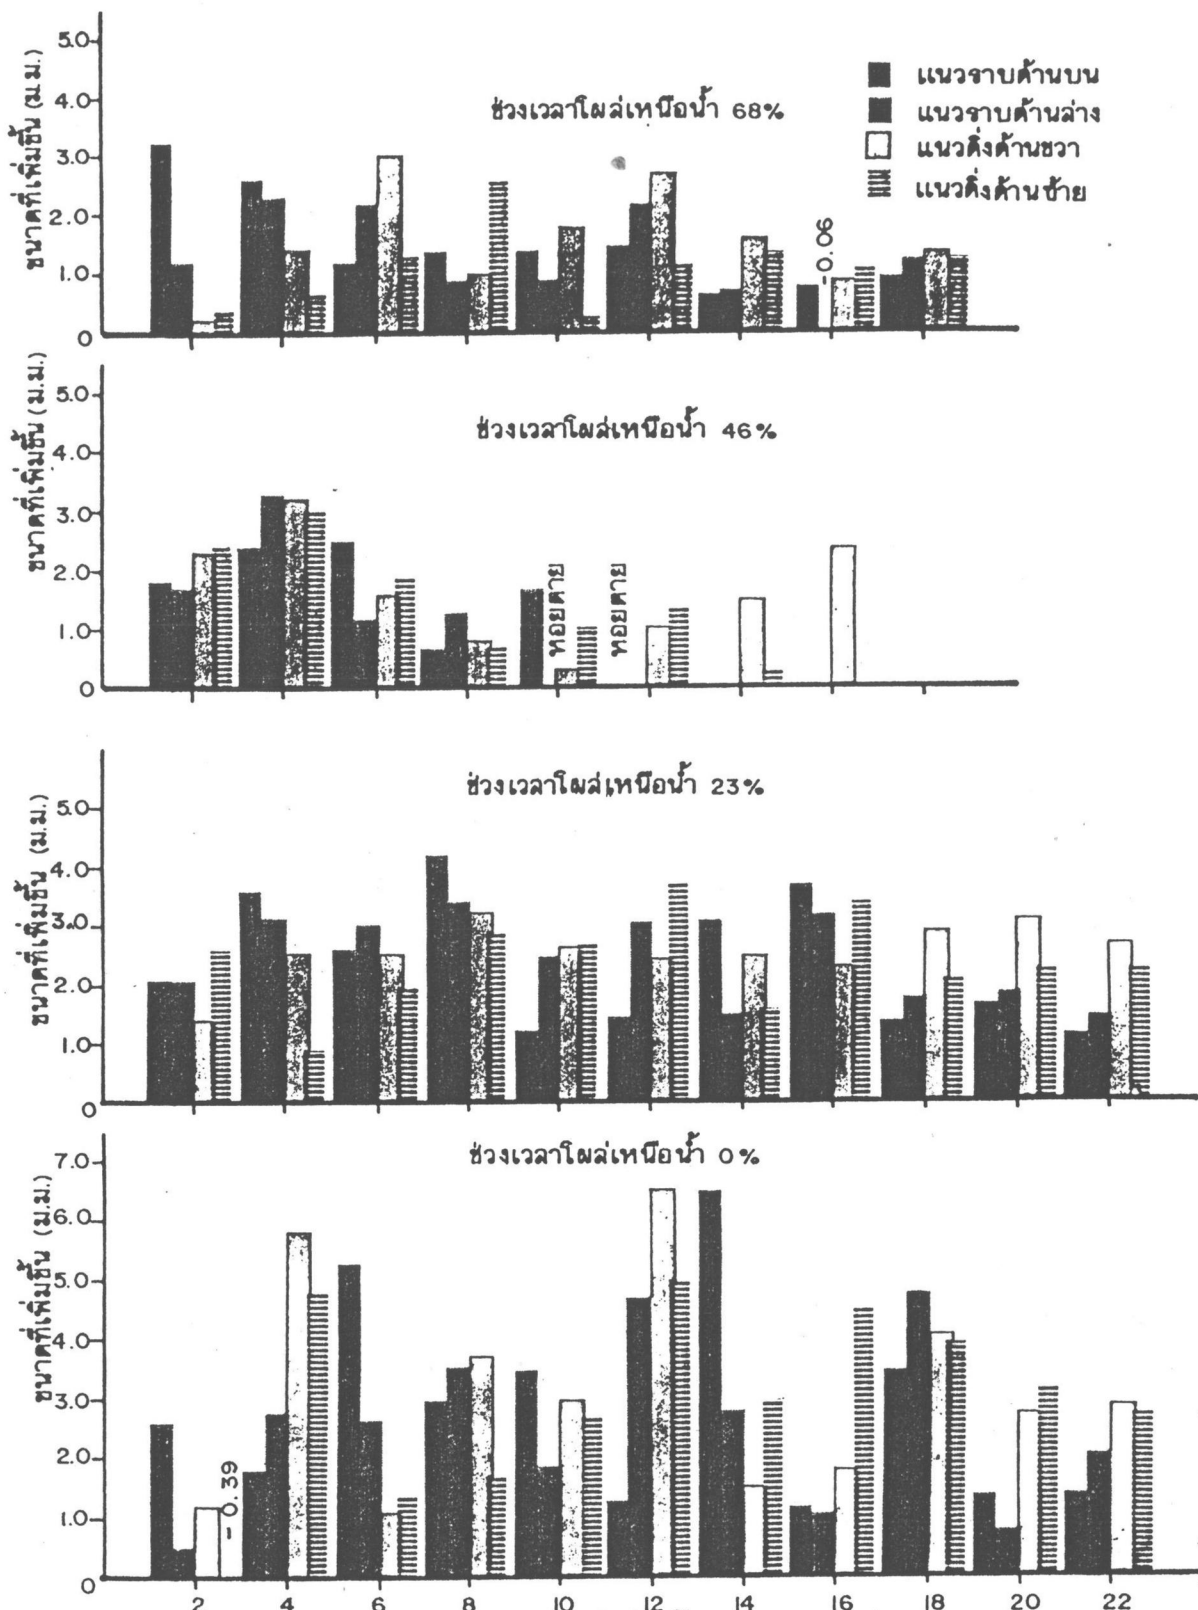 ขนาดที่เพิ่มขึ้น (ม.ม.)
5.0
4.0
3.0
2.0
1.0
0
ช่วงเวลาโผล่เหนือน้ำ 68%
แนวราบด้านบน
แนวราบด้านล่าง
แนวดิ่งด้านขวา
แนวดิ่งด้านซ้าย
-0.06
ขนาดที่เพิ่มขึ้น (ม.ม.)
5.0
4.0
3.0
2.0
1.0
0
ช่วงเวลาโผล่เหนือน้ำ 46%
หอยตาย
หอยตาย
ขนาดที่เพิ่มขึ้น (ม.ม.)
5.0
4.0
3.0
2.0
1.0
0
ช่วงเวลาโผล่เหนือน้ำ 23%
ขนาดที่เพิ่มขึ้น (ม.ม.)
7.0
6.0
5.0
4.0
3.0
2.0
1.0
0
ช่วงเวลาโผล่เหนือน้ำ 0%
-0.39
2 4 6 8 10 12 14 16 18 20 22